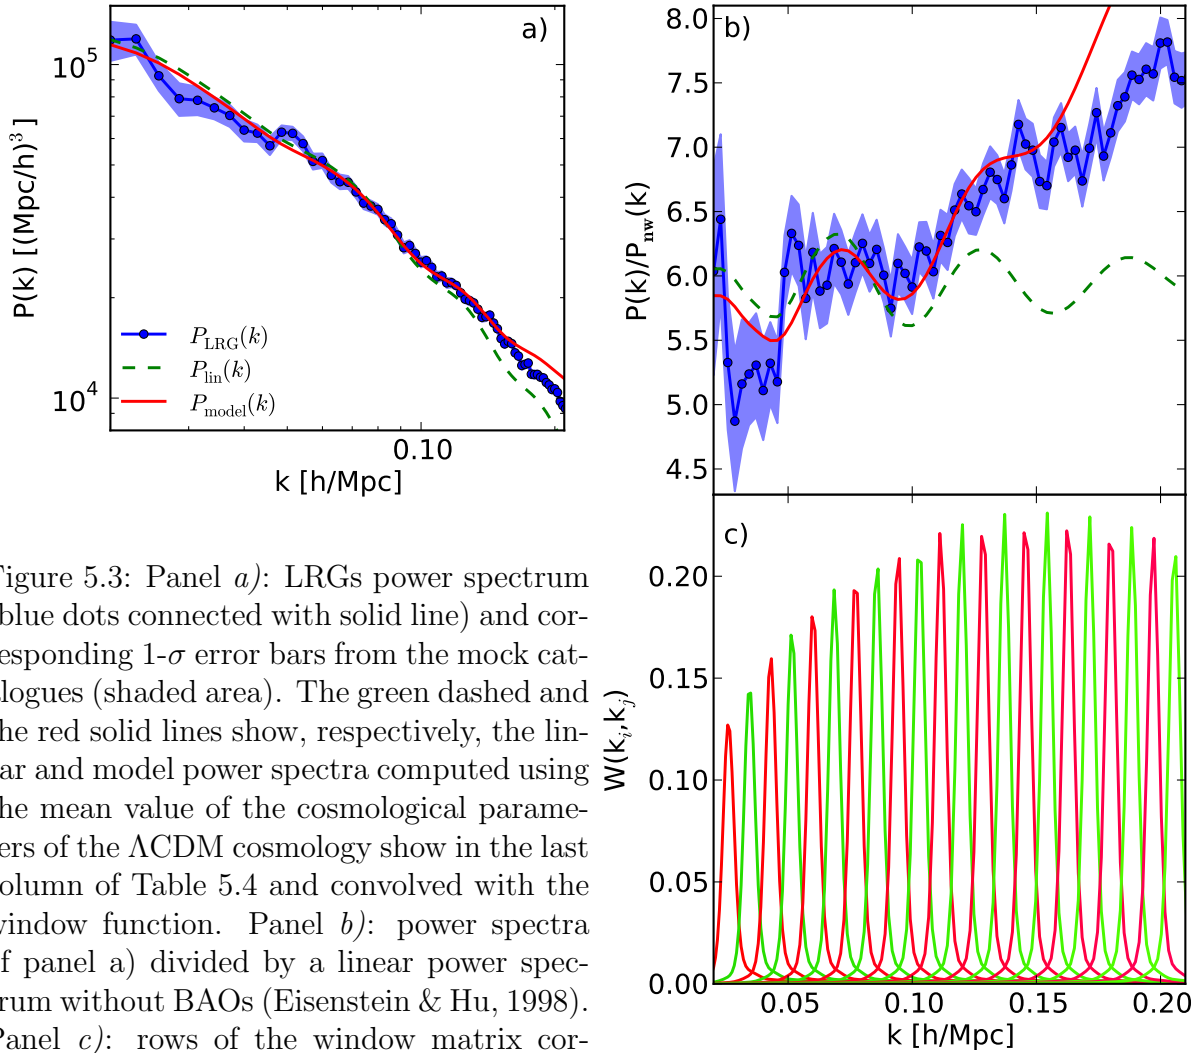 a)
10^5
10^4
P(k) [(Mpc/h)^3]
P_LRG(k)
P_lin(k)
P_model(k)
0.10
k [h/Mpc]
b)
8.0
7.5
7.0
6.5
6.0
5.5
5.0
4.5
P(k)/P_nw(k)
c)
0.20
0.15
0.10
0.05
0.00
W(k_i,k_j)
0.05 0.10 0.15 0.20
k [h/Mpc]
igure 5.3: Panel a): LRGs power spectrum
blue dots connected with solid line) and cor-
esponding 1-σ error bars from the mock cat-
logues (shaded area). The green dashed and
he red solid lines show, respectively, the lin-
ar and model power spectra computed using
he mean value of the cosmological parame-
ers of the ΛCDM cosmology show in the last
olumn of Table 5.4 and convolved with the
indow function. Panel b): power spectra
f panel a) divided by a linear power spec-
rum without BAOs (Eisenstein & Hu, 1998).
Panel c): rows of the window matrix cor-